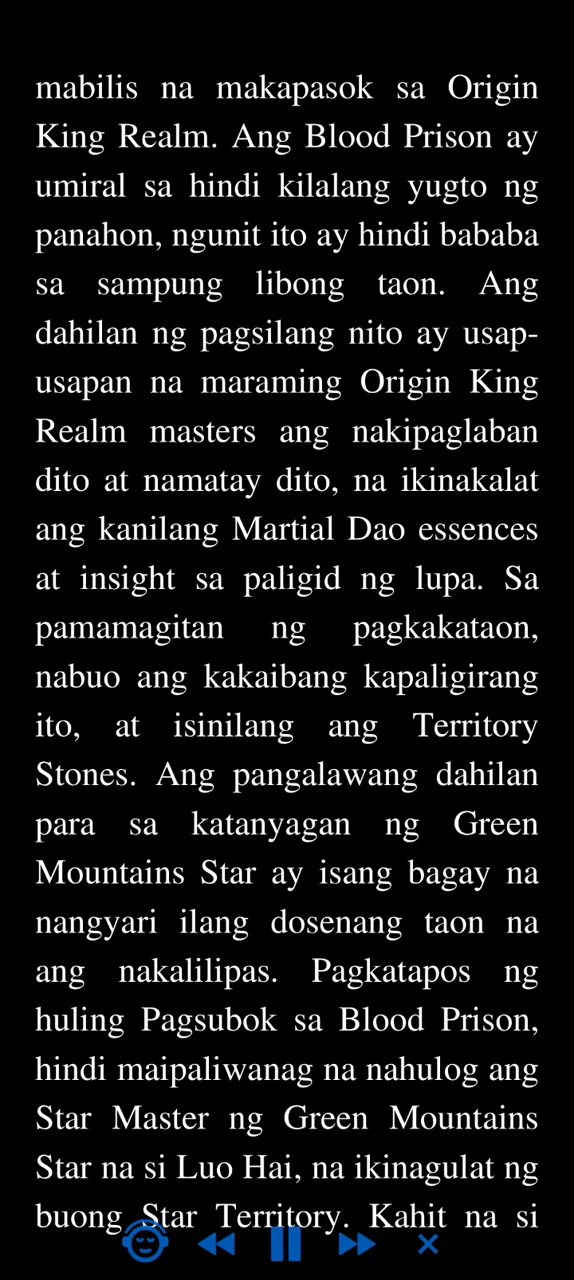 mabilis na makapasok sa Origin
King Realm. Ang Blood Prison ay
umiral sa hindi kilalang yugto ng
panahon, ngunit ito ay hindi bababa
sa sampung libong taon. Ang
dahilan ng pagsilang nito ay usap-
usapan na maraming Origin King
Realm masters ang nakipaglaban
dito at namatay dito, na ikinakalat
ang kanilang Martial Dao essences
at insight sa paligid ng lupa. Sa
pamamagitan ng pagkakataon,
nabuo ang kakaibang kapaligirang
ito, at isinilang ang Territory
Stones. Ang pangalawang dahilan
para sa katanyagan ng Green
Mountains Star ay isang bagay na
nangyari ilang dosenang taon na
ang nakalilipas. Pagkatapos ng
huling Pagsubok sa Blood Prison,
hindi maipaliwanag na nahulog ang
Star Master ng Green Mountains
Star na si Luo Hai, na ikinagulat ng
buong Star Territory. Kahit na si